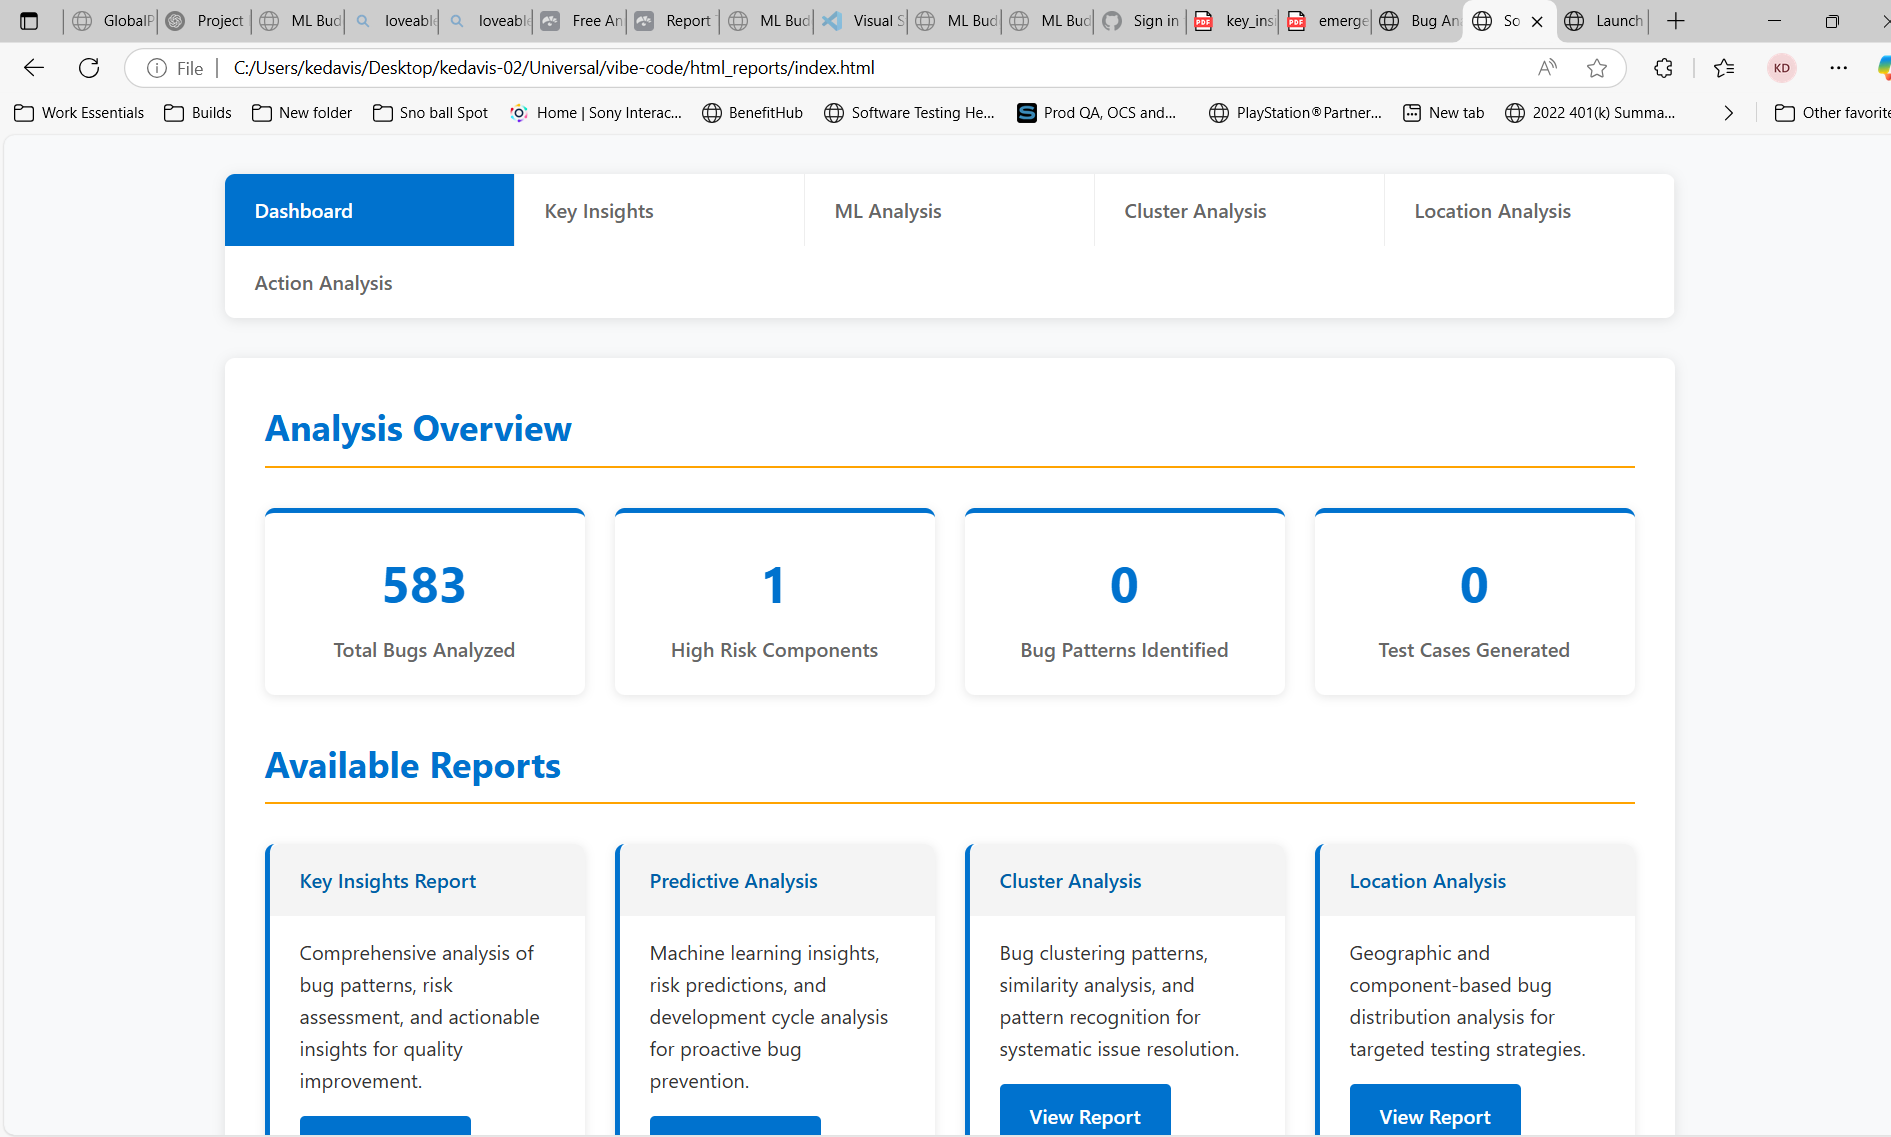 GlobalP
Project
ML Bud
loveable
loveable
Free An
Report T
ML Bud
Visual S
ML Bud
ML Bud
Sign in
key_insi
emerge
Bug Ana
So
Launch
File
C:/Users/kedavis/Desktop/kedavis-02/Universal/vibe-code/html_reports/index.html
KD
Work Essentials
Builds
New folder
Sno ball Spot
Home | Sony Interac...
BenefitHub
Software Testing He...
Prod QA, OCS and...
PlayStation®Partner...
New tab
2022 401(k) Summa...
Other favorite
Dashboard
Key Insights
ML Analysis
Cluster Analysis
Location Analysis
Action Analysis
Analysis Overview
583
Total Bugs Analyzed
1
High Risk Components
0
Bug Patterns Identified
0
Test Cases Generated
Available Reports
Key Insights Report
Comprehensive analysis of
bug patterns, risk
assessment, and actionable
insights for quality
improvement.
Predictive Analysis
Machine learning insights,
risk predictions, and
development cycle analysis
for proactive bug
prevention.
Cluster Analysis
Bug clustering patterns,
similarity analysis, and
pattern recognition for
systematic issue resolution.
View Report
Location Analysis
Geographic and
component-based bug
distribution analysis for
targeted testing strategies.
View Report